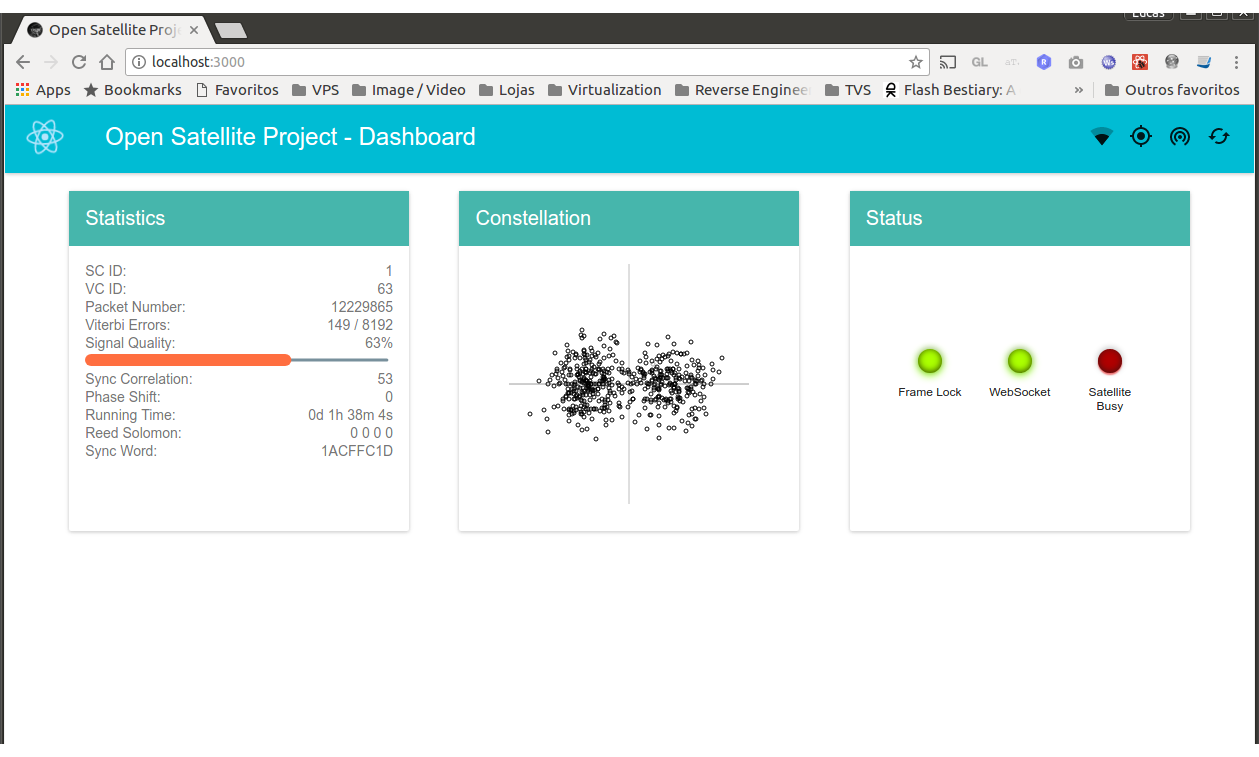 Lucas
Open Satellite Proj
localhost:3000
GL
Apps Bookmarks Favoritos VPS Image / Video Lojas Virtualization Reverse Enginee TVS Flash Bestiary: A » Outros favoritos
Open Satellite Project - Dashboard
Statistics
SC ID: 1
VC ID: 63
Packet Number: 12229865
Viterbi Errors: 149 / 8192
Signal Quality: 63%
Sync Correlation: 53
Phase Shift: 0
Running Time: 0d 1h 38m 4s
Reed Solomon: 0 0 0 0
Sync Word: 1ACFFC1D
Constellation
Status
Frame Lock
WebSocket
Satellite
Busy